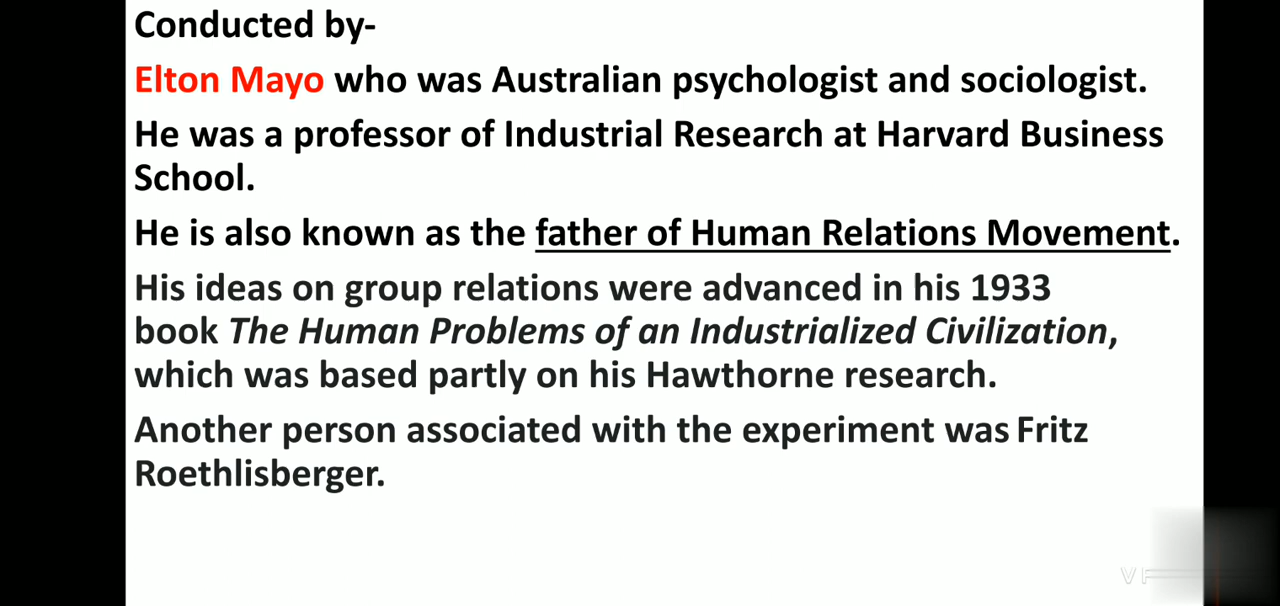 Conducted by-
Elton Mayo who was Australian psychologist and sociologist.
He was a professor of Industrial Research at Harvard Business
School.
He is also known as the father of Human Relations Movement.
His ideas on group relations were advanced in his 1933
book The Human Problems of an Industrialized Civilization,
which was based partly on his Hawthorne research.
Another person associated with the experiment was Fritz
Roethlisberger.